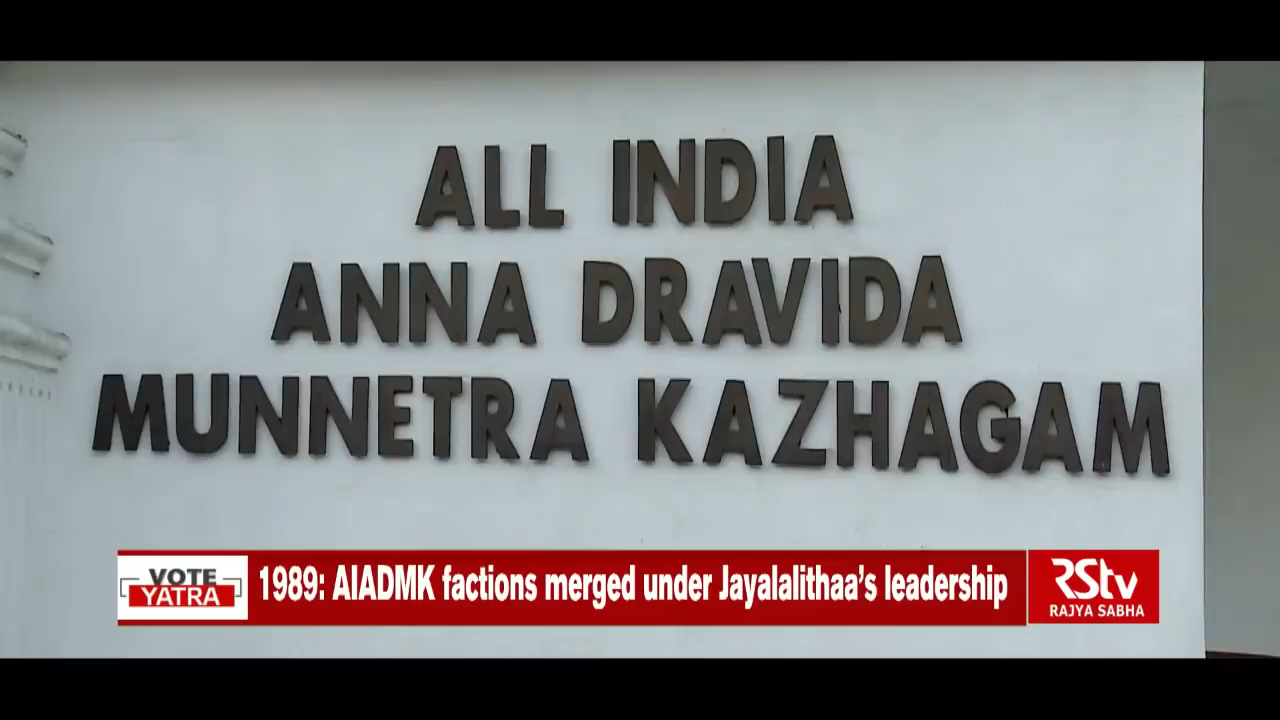 ALL INDIA
ANNA DRAVIDA
MUNNETRA KAZHAGAM
VOTE
YATRA
1989: AIADMK factions merged under Jayalalithaa's leadership
RStv
RAJYA SABHA